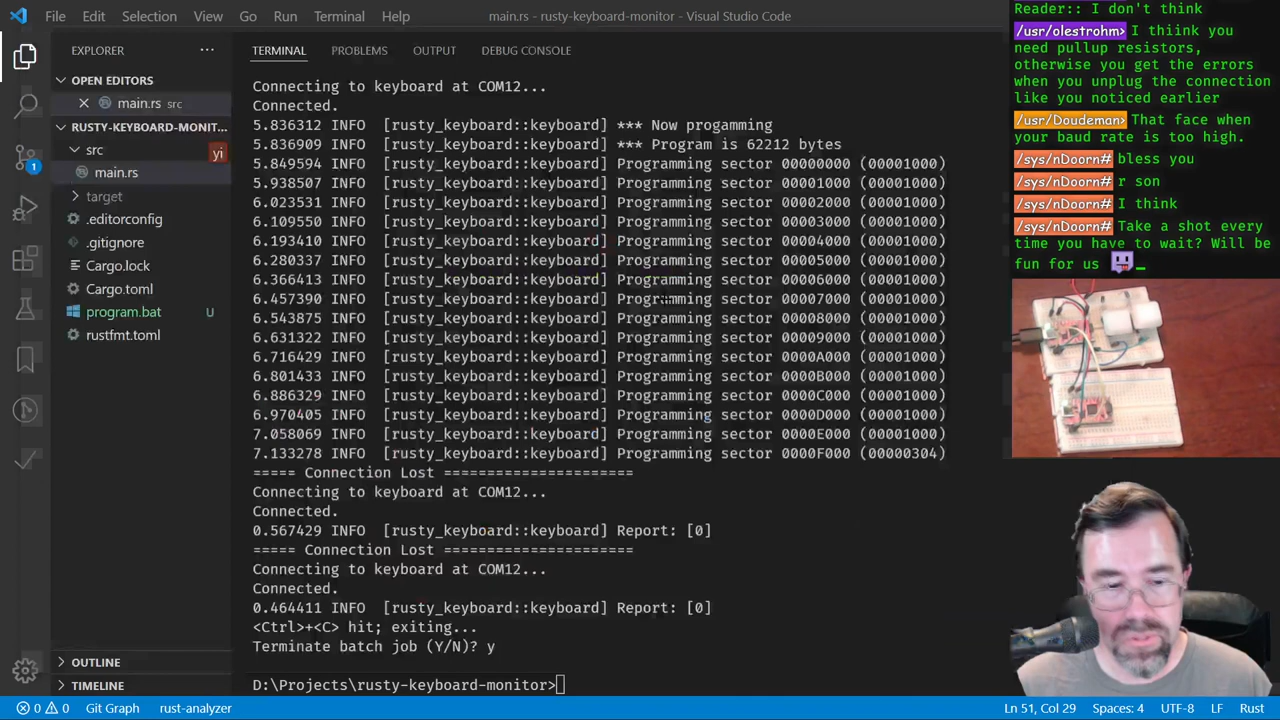 File Edit Selection View Go Run Terminal Help
main.rs - rusty-keyboard-monitor - Visual Studio Code
EXPLORER
OPEN EDITORS
main.rs src
RUSTY-KEYBOARD-MONIT...
src
main.rs
target
.editorconfig
.gitignore
Cargo.lock
Cargo.toml
program.bat U
rustfmt.toml
OUTLINE
TIMELINE
1
yi
TERMINAL PROBLEMS OUTPUT DEBUG CONSOLE
Connecting to keyboard at COM12...
Connected.
5.836312 INFO [rusty_keyboard::keyboard] *** Now progamming
5.836909 INFO [rusty_keyboard::keyboard] *** Program is 62212 bytes
5.849594 INFO [rusty_keyboard::keyboard] Programming sector 00000000 (00001000)
5.938507 INFO [rusty_keyboard::keyboard] Programming sector 00001000 (00001000)
6.023531 INFO [rusty_keyboard::keyboard] Programming sector 00002000 (00001000)
6.109550 INFO [rusty_keyboard::keyboard] Programming sector 00003000 (00001000)
6.193410 INFO [rusty_keyboard::keyboard] Programming sector 00004000 (00001000)
6.280337 INFO [rusty_keyboard::keyboard] Programming sector 00005000 (00001000)
6.366413 INFO [rusty_keyboard::keyboard] Programming sector 00006000 (00001000)
6.457390 INFO [rusty_keyboard::keyboard] Programming sector 00007000 (00001000)
6.543875 INFO [rusty_keyboard::keyboard] Programming sector 00008000 (00001000)
6.631322 INFO [rusty_keyboard::keyboard] Programming sector 00009000 (00001000)
6.716429 INFO [rusty_keyboard::keyboard] Programming sector 0000A000 (00001000)
6.801433 INFO [rusty_keyboard::keyboard] Programming sector 0000B000 (00001000)
6.886329 INFO [rusty_keyboard::keyboard] Programming sector 0000C000 (00001000)
6.970405 INFO [rusty_keyboard::keyboard] Programming sector 0000D000 (00001000)
7.058069 INFO [rusty_keyboard::keyboard] Programming sector 0000E000 (00001000)
7.133278 INFO [rusty_keyboard::keyboard] Programming sector 0000F000 (00000304)
===== Connection Lost ======================
Connecting to keyboard at COM12...
Connected.
0.567429 INFO [rusty_keyboard::keyboard] Report: [0]
===== Connection Lost ======================
Connecting to keyboard at COM12...
Connected.
0.464411 INFO [rusty_keyboard::keyboard] Report: [0]
<Ctrl>+<C> hit; exiting...
Terminate batch job (Y/N)? y
D:\Projects\rusty-keyboard-monitor>
Reader:: I don't think
/usr/olestrohm> I thiink you
need pullup resistors,
otherwise you get the errors
when you unplug the connection
like you noticed earlier
/usr/Doudeman> That face when
your baud rate is too high.
/sys/nDoorn# bless you
/sys/nDoorn# r son
/sys/nDoorn# I think
/sys/nDoorn# Take a shot every
time you have to wait? Will be
fun for us
0 0 Git Graph rust-analyzer
Ln 51, Col 29 Spaces: 4 UTF-8 LF Rust